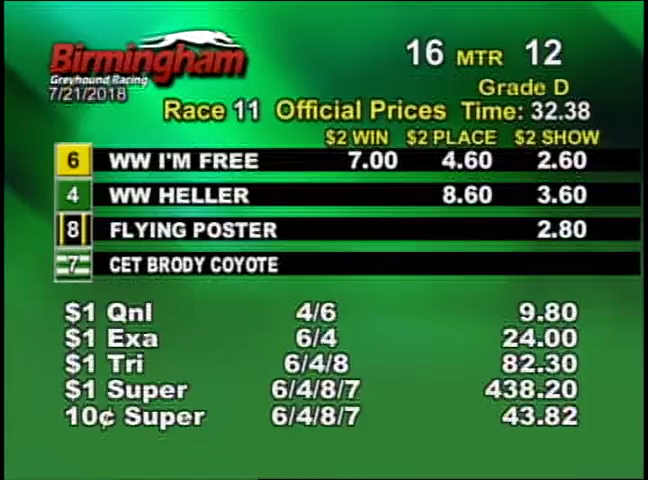 Birmingham
Greyhound Racing
7/21/2018
16 MTR 12
Grade D
Race 11 Official Prices Time: 32.38
$2 WIN $2 PLACE $2 SHOW
6 WW I'M FREE 7.00 4.60 2.60
4 WW HELLER 8.60 3.60
8 FLYING POSTER 2.80
7 CET BRODY COYOTE
$1 Qnl 4/6 9.80
$1 Exa 6/4 24.00
$1 Tri 6/4/8 82.30
$1 Super 6/4/8/7 438.20
10¢ Super 6/4/8/7 43.82